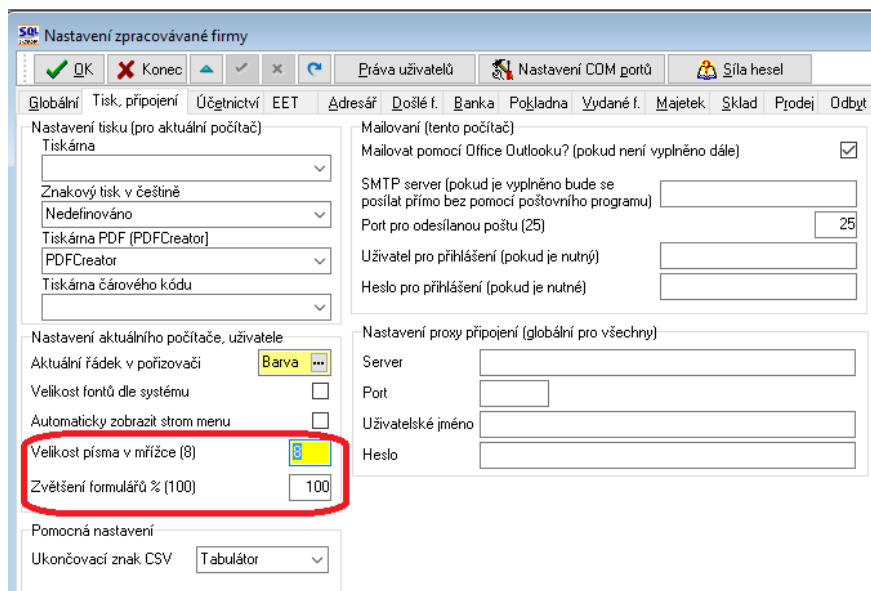 Nastavení zpracovávané firmy
OK Konec Práva uživatelů Nastavení COM portů Síla hesel
Globální Tisk, připojení Účetnictví EET Adresář Došlé f. Banka Pokladna Vydané f. Majetek Sklad Prodej Odbyt
Nastavení tisku (pro aktuální počítač)
Tiskárna
Znakový tisk v češtině
Nedefinováno
Tiskárna PDF (PDFCreator]
PDFCreator
Tiskárna čárového kódu
Nastavení aktuálního počítače, uživatele
Aktuální řádek v pořizovači Barva ...
Velikost fontů dle systému
Automaticky zobrazit strom menu
Velikost písma v mřížce (8) 8
Zvětšení formulářů % (100) 100
Pomocná nastavení
Ukončovací znak CSV Tabulátor
Mailovaní (tento počítač)
Mailovat pomocí Office Outlooku? (pokud není vyplněno dále)
SMTP server (pokud je vyplněno bude se
posílat přímo bez pomocí poštovního programu)
Port pro odesílanou poštu (25) 25
Uživatel pro přihlášení (pokud je nutný)
Heslo pro přihlášení (pokud je nutné)
Nastavení proxy připojení (globální pro všechny)
Server
Port
Uživatelské jméno
Heslo